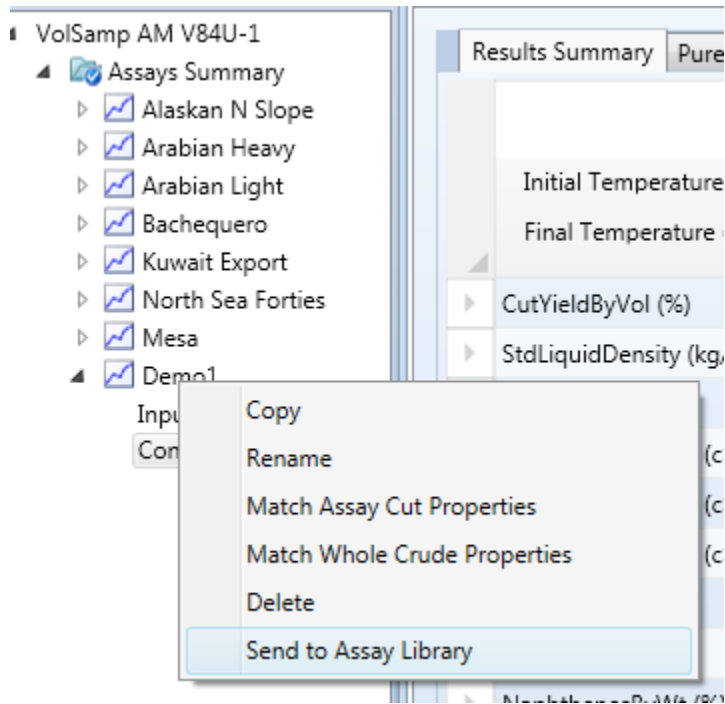 VolSamp AM V84U-1
Assays Summary
Alaskan N Slope
Arabian Heavy
Arabian Light
Bachequero
Kuwait Export
North Sea Forties
Mesa
Demo1
Inpu
Con
Copy
Rename
Match Assay Cut Properties
Match Whole Crude Properties
Delete
Send to Assay Library
Results Summary
Pure
Initial Temperature
Final Temperature (
CutYieldByVol (%)
StdLiquidDensity (kg/
(c
(c
(c
NaphthenesByWt (%)